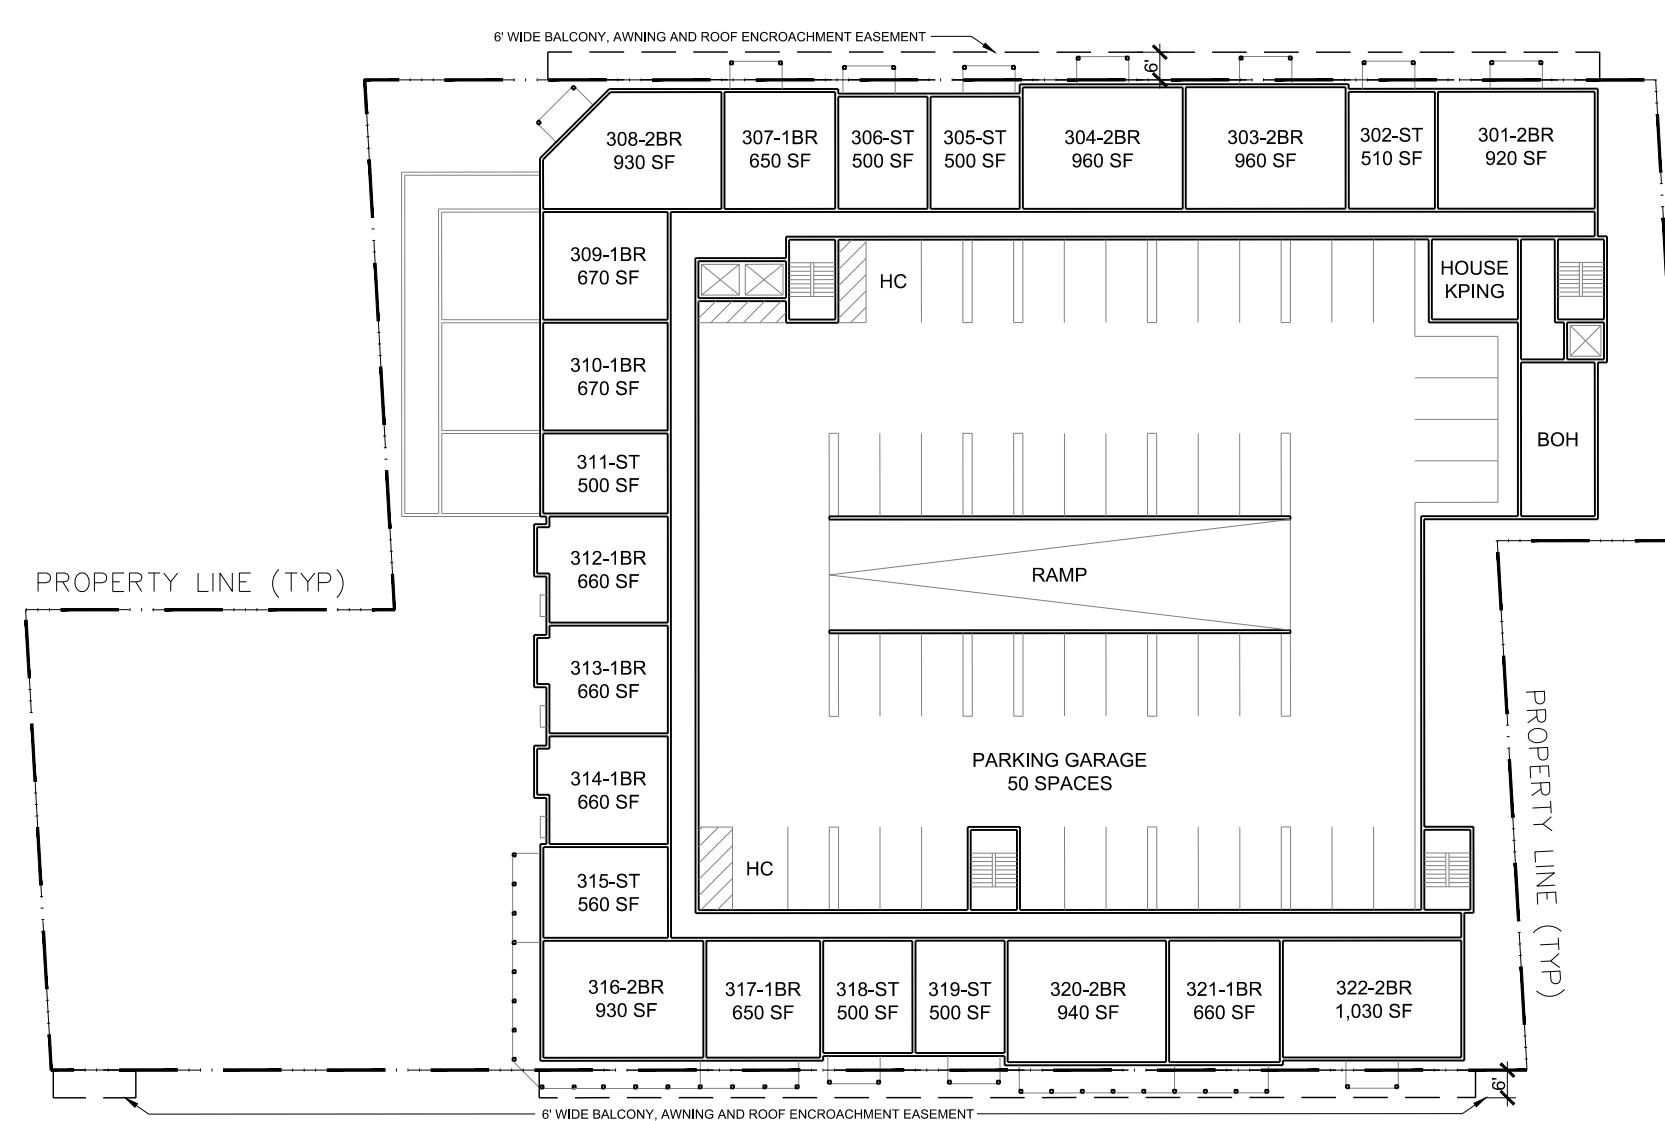 6' WIDE BALCONY, AWNING AND ROOF ENCROACHMENT EASEMENT
6'
308-2BR
930 SF
307-1BR
650 SF
306-ST
500 SF
305-ST
500 SF
304-2BR
960 SF
303-2BR
960 SF
302-ST
510 SF
301-2BR
920 SF
309-1BR
670 SF
HC
HOUSE
KPING
310-1BR
670 SF
311-ST
500 SF
BOH
312-1BR
660 SF
RAMP
PROPERTY LINE (TYP)
313-1BR
660 SF
PROPERTY LINE (TYP)
PARKING GARAGE
50 SPACES
314-1BR
660 SF
HC
315-ST
560 SF
316-2BR
930 SF
317-1BR
650 SF
318-ST
500 SF
319-ST
500 SF
320-2BR
940 SF
321-1BR
660 SF
322-2BR
1,030 SF
6'
6' WIDE BALCONY, AWNING AND ROOF ENCROACHMENT EASEMENT